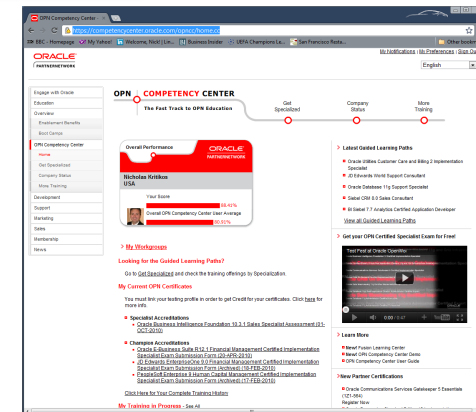 OPN Competency Center -
https://competencycenter.oracle.com/opncc/home.cc
BBC - Homepage
My Yahoo!
Welcome, Nick! | Lin...
Business Insider
UEFA Champions Le...
San Francisco Resta...
Other bookm
My Notifications | My Preferences | Sign Ou
ORACLE
PARTNERNETWORK
English
Engage with Oracle
Education
Overview
Enablement Benefits
Boot Camps
OPN Competency Center
Home
Get Specialized
Company Status
More Training
Development
Support
Marketing
Sales
Membership
News
OPN COMPETENCY CENTER
The Fast Track to OPN Education
Get Specialized
Company Status
More Training
Overall Performance
ORACLE
PARTNERNETWORK
Nicholas Kritikos
USA
Your Score
Overall OPN Competency Center User Average
> My Workgroups
Looking for the Guided Learning Paths?
Go to Get Specialized and check the training offerings by Specialization.
My Current OPN Certificates
You must link your testing profile in order to get Credit for your certificates. Click here for
more info.
Specialist Accreditations
Oracle Business Intelligence Foundation 10.3.1 Sales Specialist Assessment (01-
OCT-2010)
Champion Accreditations
Oracle E-Business Suite R12.1 Financial Management Certified Implementation
Specialist Exam Submission Form (20-APR-2010)
JD Edwards EnterpriseOne 9.0 Financial Management Certified Implementation
Specialist Exam Submission Form (Archived) (18-FEB-2010)
PeopleSoft Enterprise 9 Human Capital Management Certified Implementation
Specialist Exam Submission Form (Archived) (17-FEB-2010)
Click Here for Your Complete Training History
My Training in Progress - See All
> Latest Guided Learning Paths
Oracle Utilities Customer Care and Billing 2 Implementation
Specialist
JD Edwards World Support Consultant
Oracle Database 11g Support Specialist
Siebel CRM 8.0 Sales Consultant
BI Siebel 7.7 Analytics Certified Application Developer
View all Guided Learning Paths
> Get your OPN Certified Specialist Exam for Free!
Test Fest at Oracle OpenWor
0:00 / 3:47
> Learn More
New! Fusion Learning Center
New! OPN Competency Center Demo
OPN Competency Center User Guide
> New Partner Certifications
Oracle Communications Services Gatekeeper 5 Essentials
(1Z1-564)
Register Now